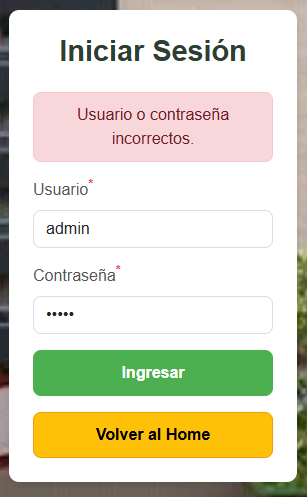 Iniciar Sesión
Usuario o contraseña
incorrectos.
Usuario*
admin
Contraseña*
•••••
Ingresar
Volver al Home